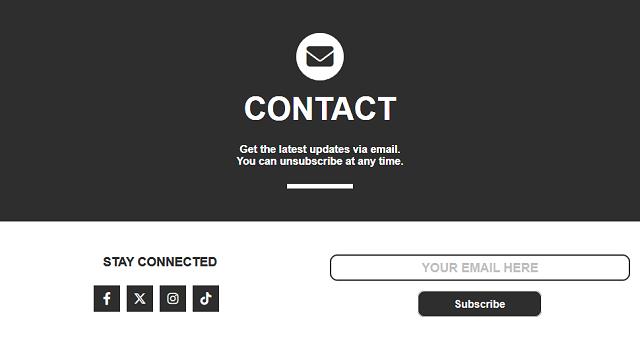 CONTACT
Get the latest updates via email.
You can unsubscribe at any time.
STAY CONNECTED
YOUR EMAIL HERE
Subscribe